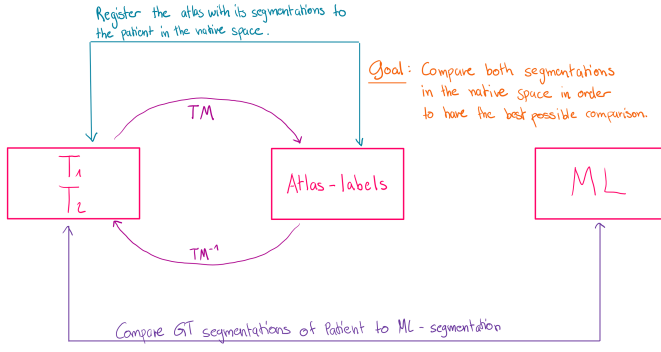 Register the atlas with its segmentations to
the patient in the native space.
Goal: Compare both segmentations
in the native space in order
to have the best possible comparison.
TM
T1
T2
Atlas-labels
ML
TM⁻¹
Compare GT segmentations of Patient to ML-segmentation